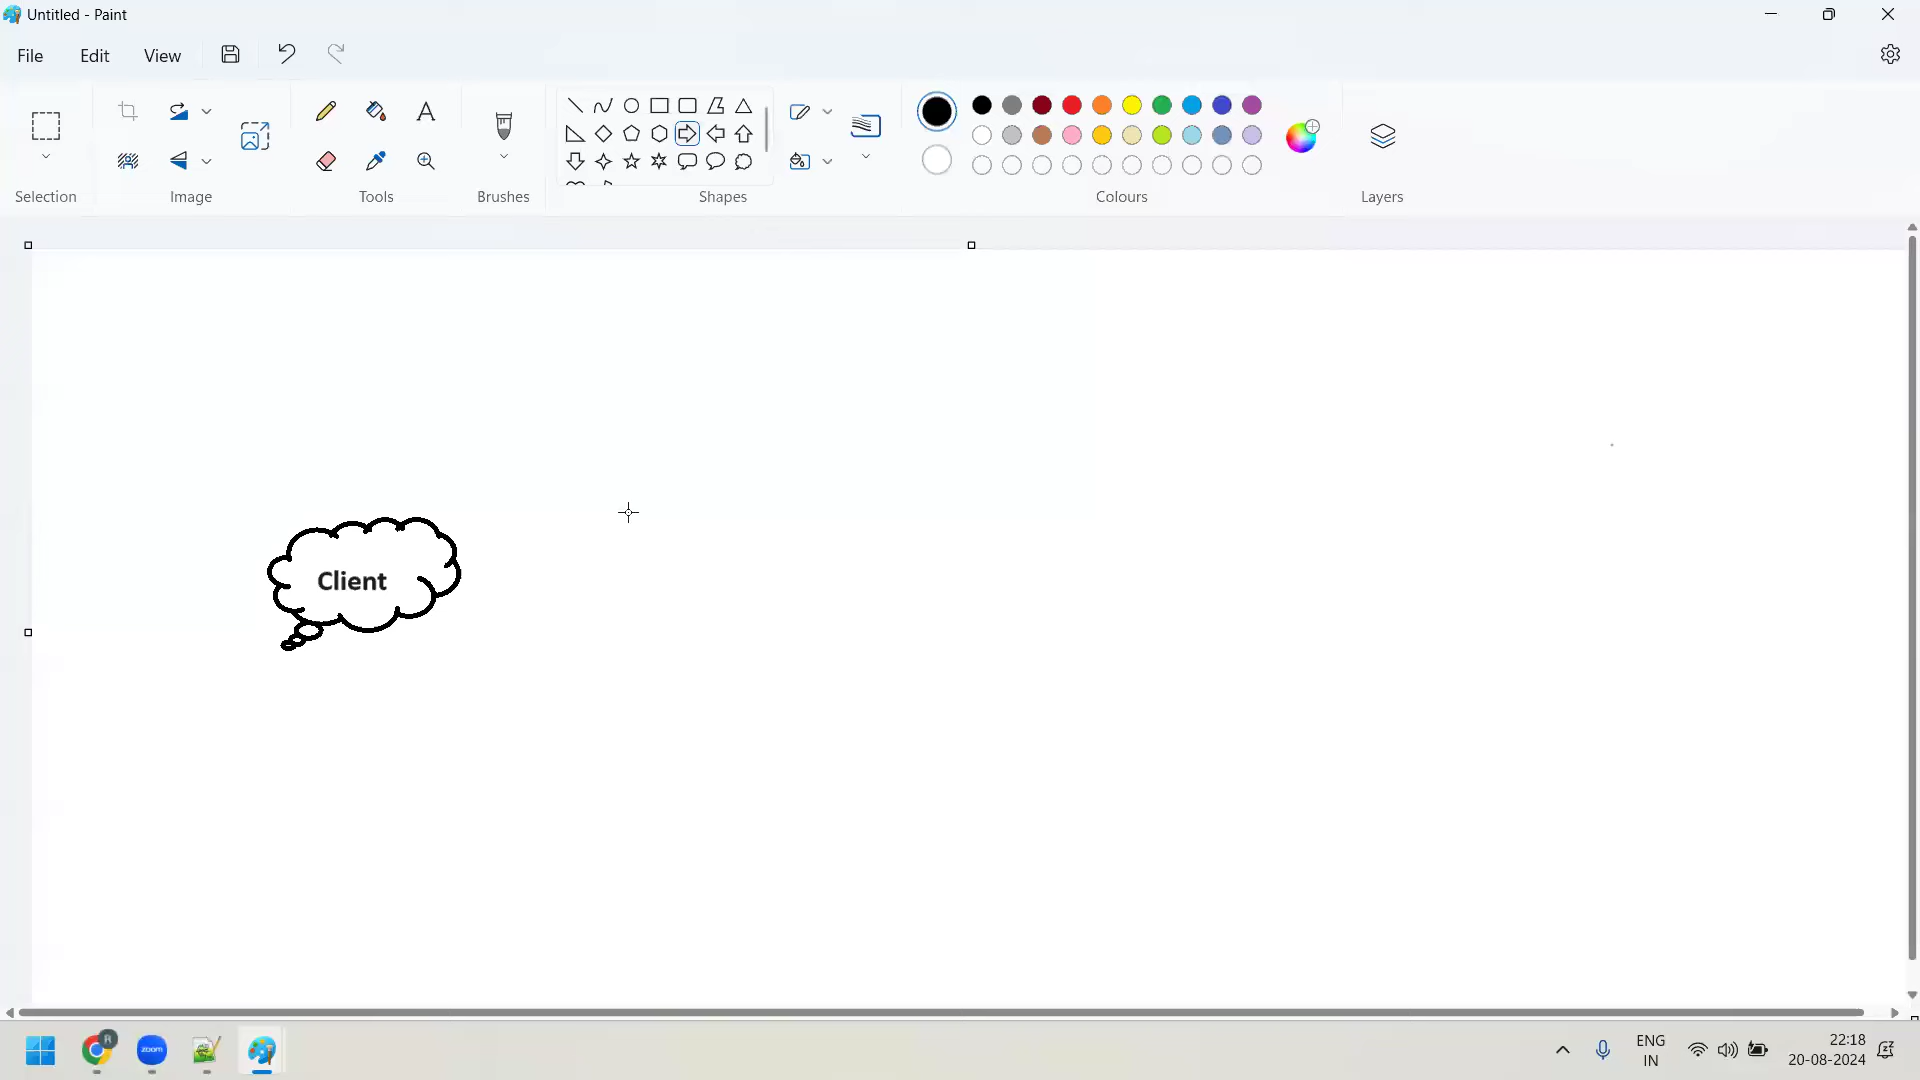 Untitled - Paint
File Edit View
Selection Image Tools Brushes Shapes Colours Layers
Client
R
zoom
ENG
IN
22:18
20-08-2024